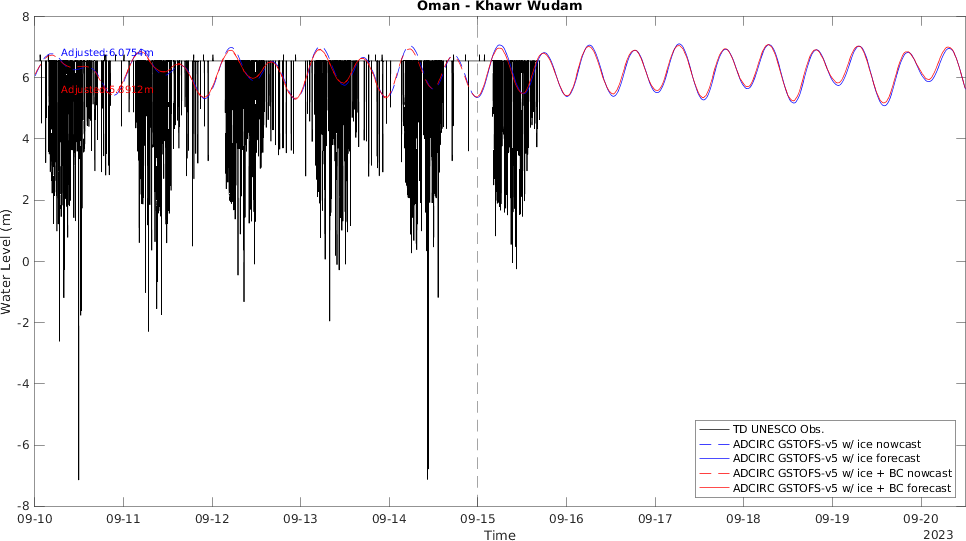 Oman - Khawr Wudam
Adjusted:6.0754m
8
6
4
2
0
-2
-4
-6
-8
Water Level (m)
09-10
09-11
09-12
09-13
09-14
09-15
09-16
09-17
09-18
09-19
09-20
Time
2023
TD UNESCO Obs.
ADCIRC GSTOFS-v5 w/ ice nowcast
ADCIRC GSTOFS-v5 w/ ice forecast
ADCIRC GSTOFS-v5 w/ ice + BC nowcast
ADCIRC GSTOFS-v5 w/ ice + BC forecast